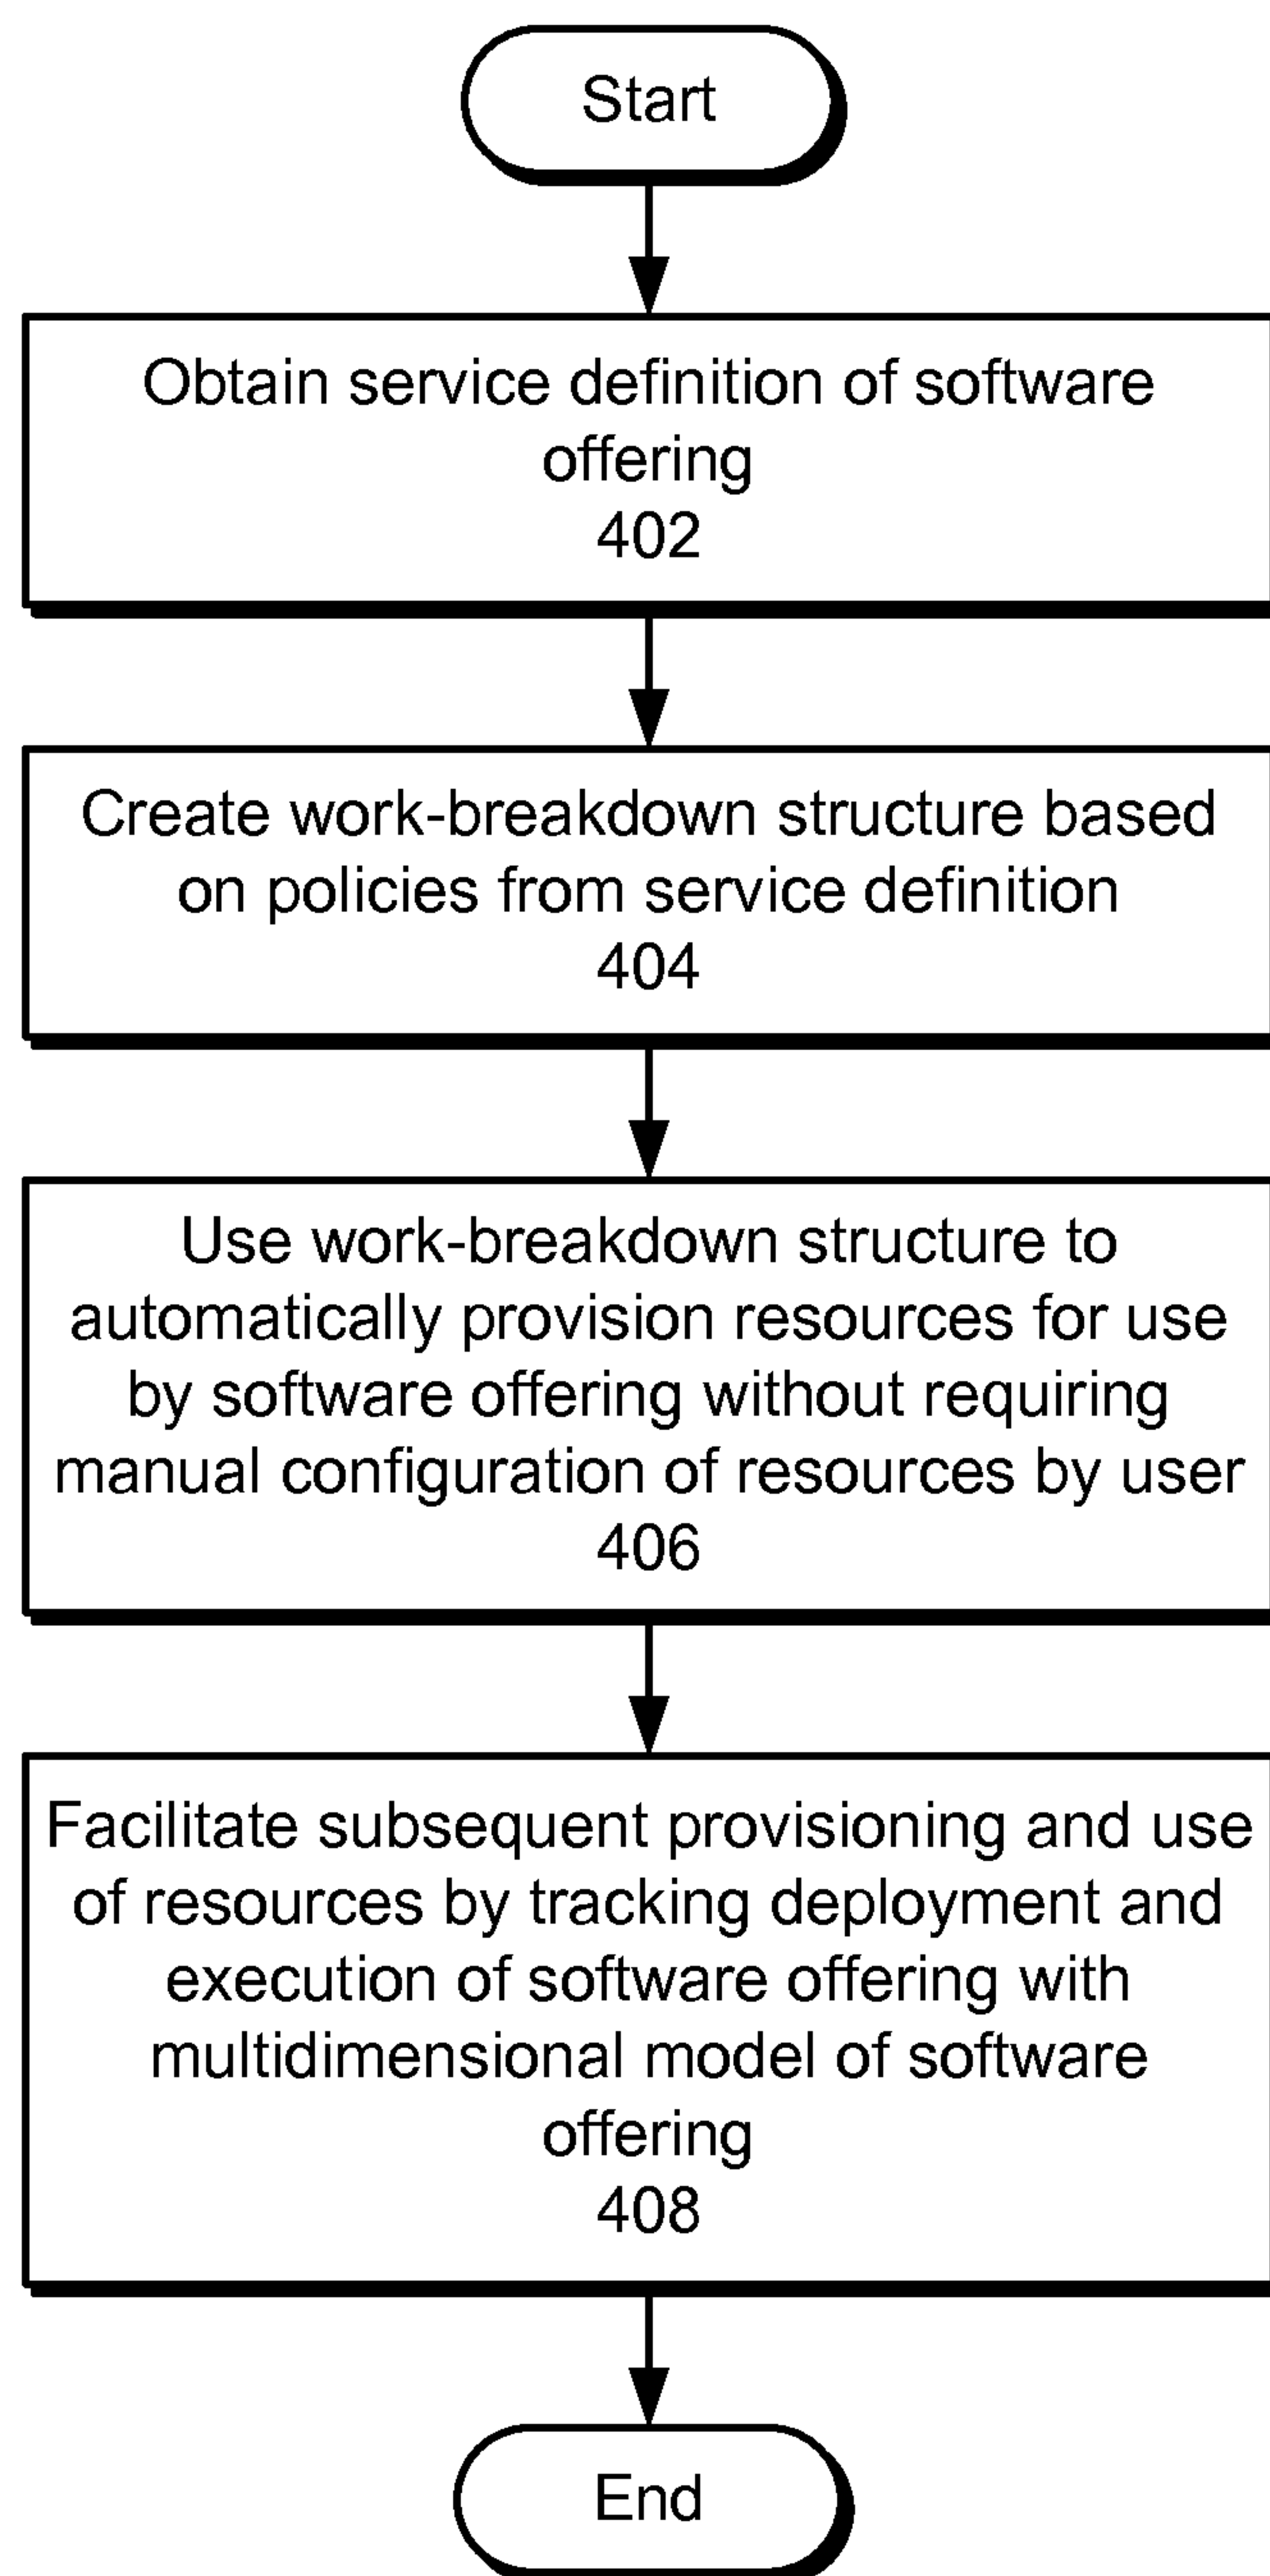 Start
Obtain service definition of software
offering
402
Create work-breakdown structure based
on policies from service definition
404
Use work-breakdown structure to
automatically provision resources for use
by software offering without requiring
manual configuration of resources by user
406
Facilitate subsequent provisioning and use
of resources by tracking deployment and
execution of software offering with
multidimensional model of software
offering
408
End